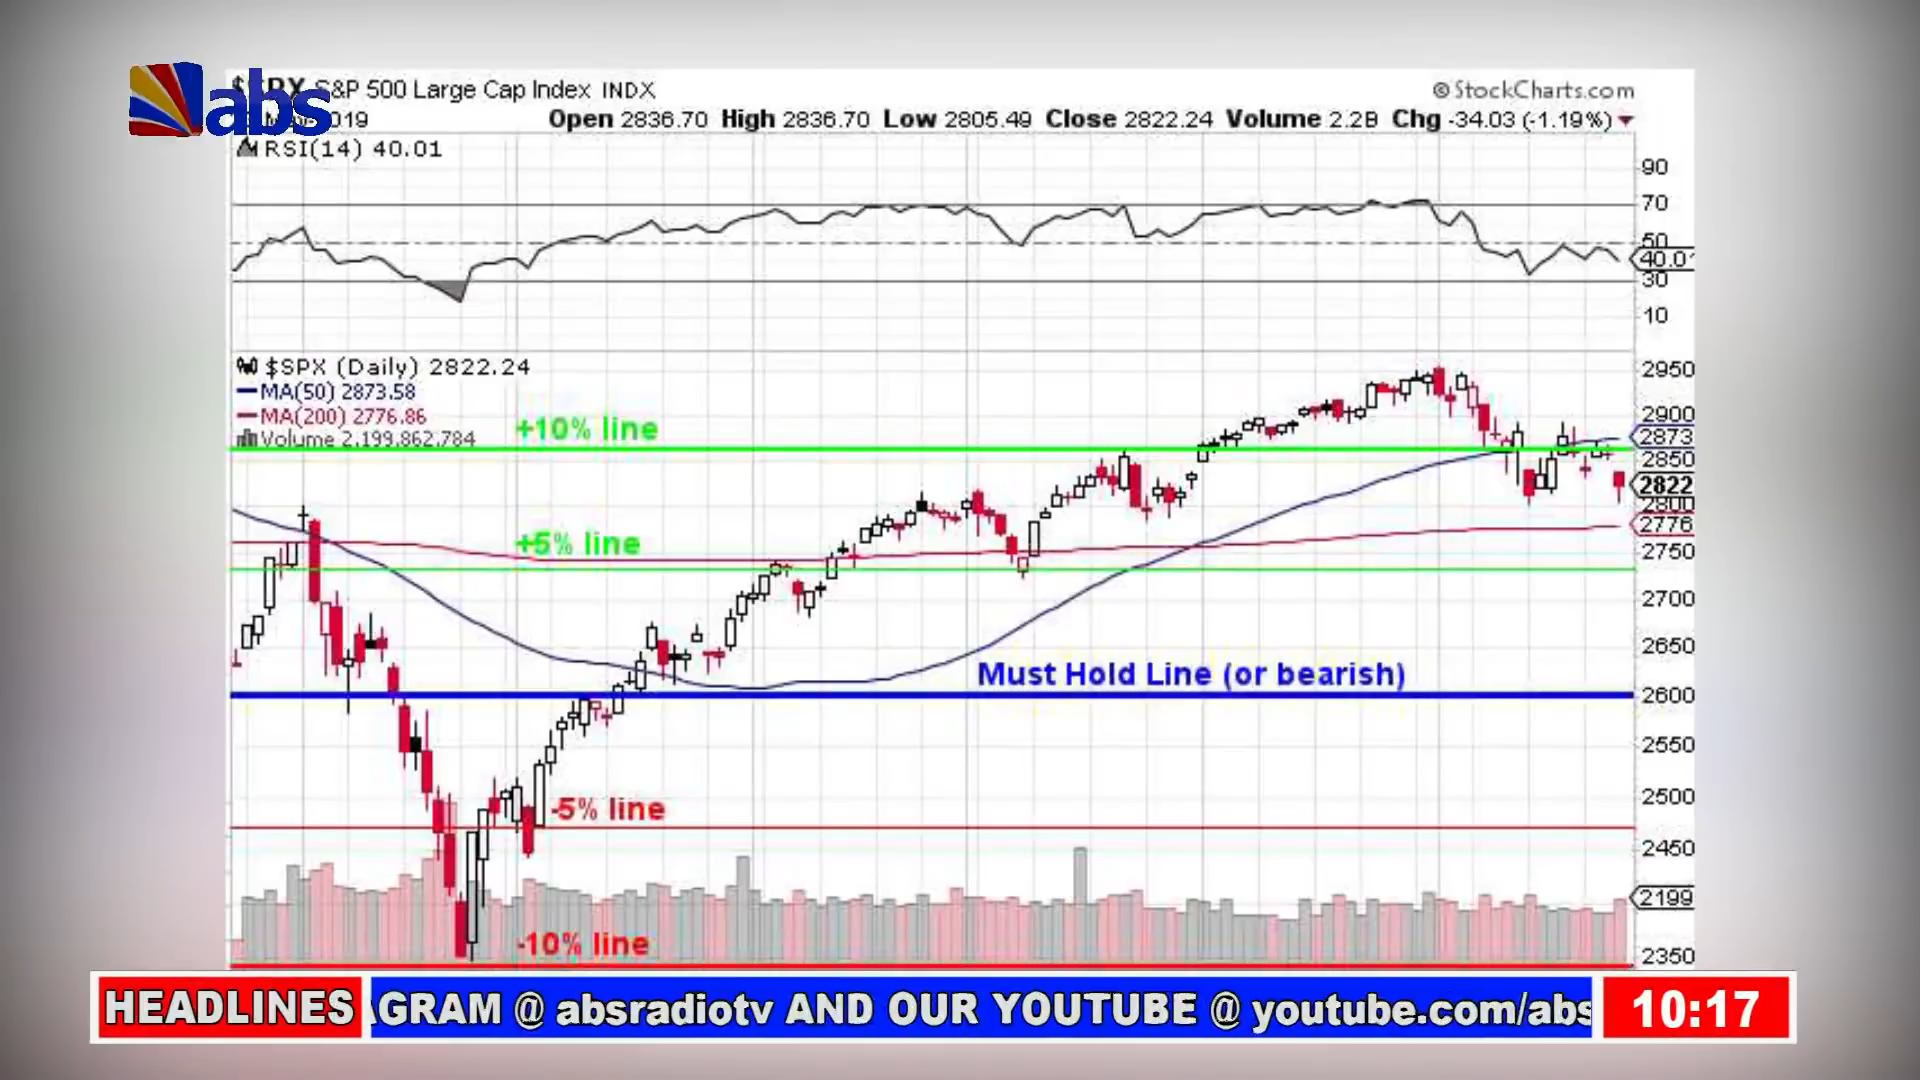 abs
$SPX S&P 500 Large Cap Index INDX
© StockCharts.com
2019
Open 2836.70 High 2836.70 Low 2805.49 Close 2822.24 Volume 2.2B Chg -34.03 (-1.19%)
RSI(14) 40.01
90
70
50
40.01
30
10
$SPX (Daily) 2822.24
MA(50) 2873.58
MA(200) 2776.86
Volume 2,199,862,784
+10% line
+5% line
Must Hold Line (or bearish)
-5% line
-10% line
2950
2900
2873
2850
2822
2800
2776
2750
2700
2650
2600
2550
2500
2450
2199
2350
HEADLINES
AGRAM @ absradiotv AND OUR YOUTUBE @ youtube.com/abs
10:17